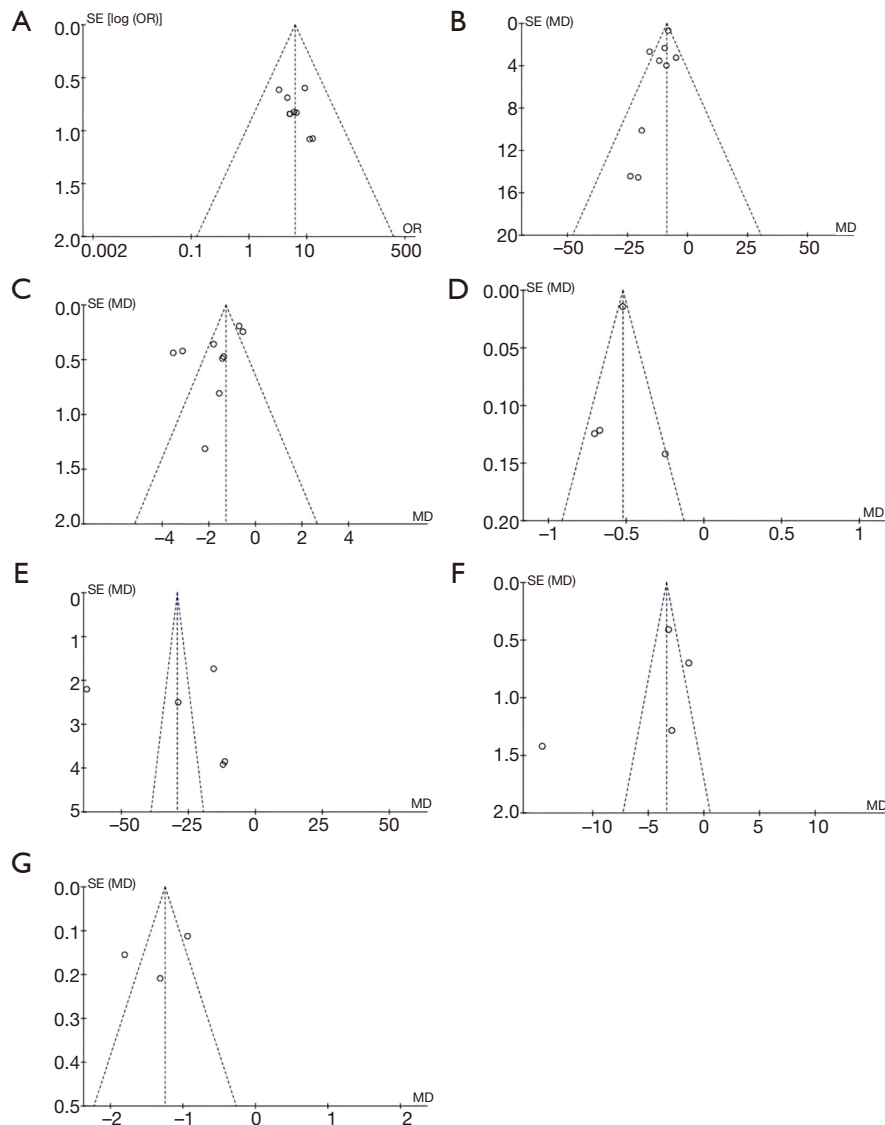 A
SE [log (OR)]
0.0
0.5
1.0
1.5
2.0
OR
0.002 0.1 1 10 500
B
SE (MD)
0
4
8
12
16
20
MD
−50 −25 0 25 50
C
SE (MD)
0.0
0.5
1.0
1.5
2.0
MD
−4 −2 0 2 4
D
SE (MD)
0.00
0.05
0.10
0.15
0.20
MD
−1 −0.5 0 0.5 1
E
SE (MD)
0
1
2
3
4
5
MD
−50 −25 0 25 50
F
SE (MD)
0.0
0.5
1.0
1.5
2.0
MD
−10 −5 0 5 10
G
SE (MD)
0.0
0.1
0.2
0.3
0.4
0.5
MD
−2 −1 0 1 2